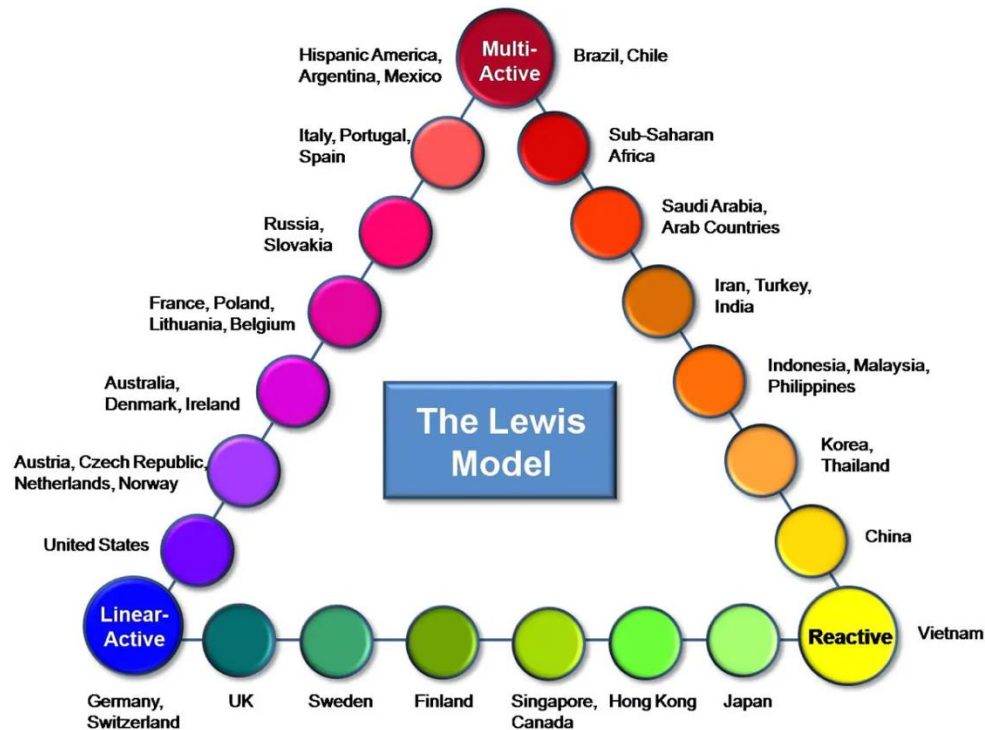 Hispanic America,
Argentina, Mexico
Multi-
Active
Brazil, Chile
Italy, Portugal,
Spain
Sub-Saharan
Africa
Russia,
Slovakia
Saudi Arabia,
Arab Countries
France, Poland,
Lithuania, Belgium
Iran, Turkey,
India
Australia,
Denmark, Ireland
Indonesia, Malaysia,
Philippines
The Lewis
Model
Austria, Czech Republic,
Netherlands, Norway
Korea,
Thailand
United States
China
Linear-
Active
Reactive
Vietnam
Germany,
Switzerland
UK
Sweden
Finland
Singapore,
Canada
Hong Kong
Japan